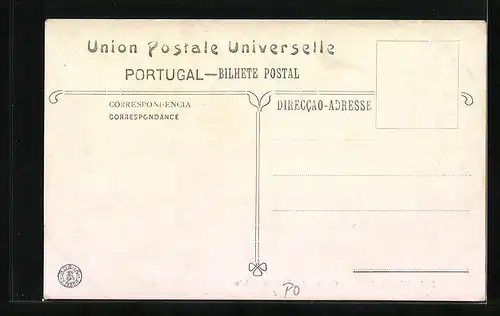 Union Postale Universelle
PORTUGAL—BILHETE POSTAL
CORRESPONDENCIA
CORRESPONDANCE
DIRECÇAO-ADRESSE
PO